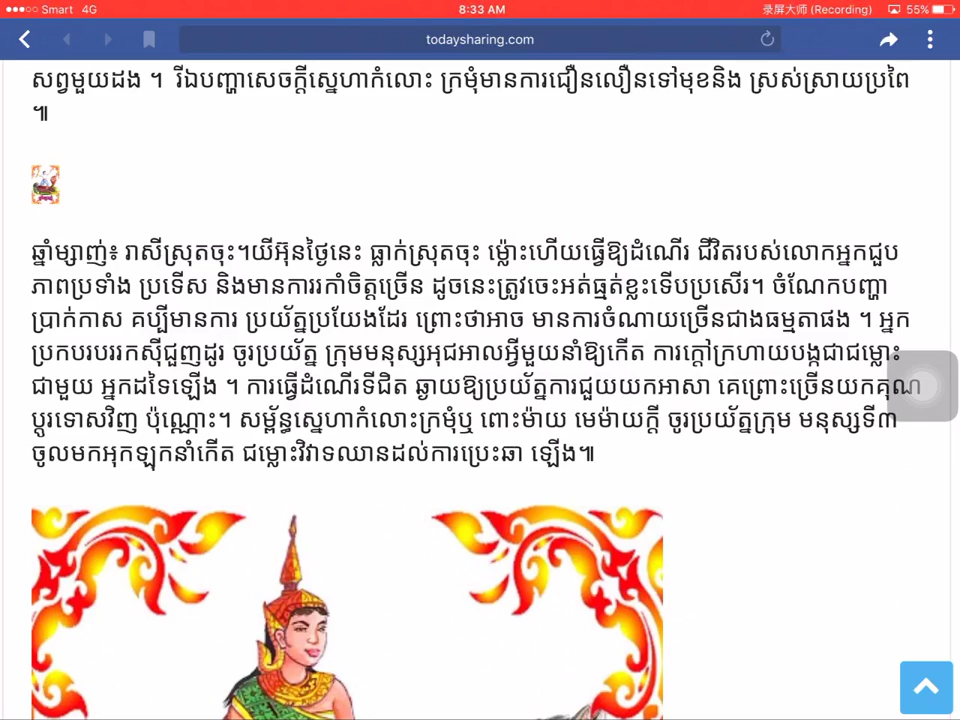 Smart 4G 8:33 AM 录屏大师 (Recording) 55%
todaysharing.com
សព្វមួយដង ។ រីឯបញ្ហាសេចក្ដីស្នេហាកំលោះ ក្រមុំមានការជឿនលឿនទៅមុខនិង ស្រស់ស្រាយប្រពៃ
៕
ឆ្នាំម្សាញ់៖ រាសីស្រុតចុះ។យីអ៊ុនថ្ងៃនេះ ធ្លាក់ស្រុតចុះ ម្ល៉ោះហើយធ្វើឱ្យដំណើរ ជីវិតរបស់លោកអ្នកជួប
ភាពប្រទាំង ប្រទើស និងមានការរកាំចិត្តច្រើន ដូចនេះត្រូវចេះអត់ធ្មត់ខ្លះទើបប្រសើរ។ ចំណែកបញ្ហា
ប្រាក់កាស គប្បីមានការ ប្រយ័ត្នប្រយែងដែរ ព្រោះថាអាច មានការចំណាយច្រើនជាងធម្មតាផង ។ អ្នក
ប្រកបរបររកស៊ីជួញដូរ ចូរប្រយ័ត្ន ក្រុមមនុស្សអុជអាលអ្វីមួយនាំឱ្យកើត ការក្ដៅក្រហាយបង្កជាជម្លោះ
ជាមួយ អ្នកដទៃឡើង ។ ការធ្វើដំណើរទីជិត ឆ្ងាយឱ្យប្រយ័ត្នការជួយយកអាសា គេព្រោះច្រើនយកគុណ
ប្ដូរទោសវិញ ប៉ុណ្ណោះ។ សម្ព័ន្ធស្នេហាកំលោះក្រមុំឬ ពោះម៉ាយ មេម៉ាយក្ដី ចូរប្រយ័ត្នក្រុម មនុស្សទី៣
ចូលមកអុកឡុកនាំកើត ជម្លោះវិវាទឈានដល់ការប្រេះឆា ឡើង៕